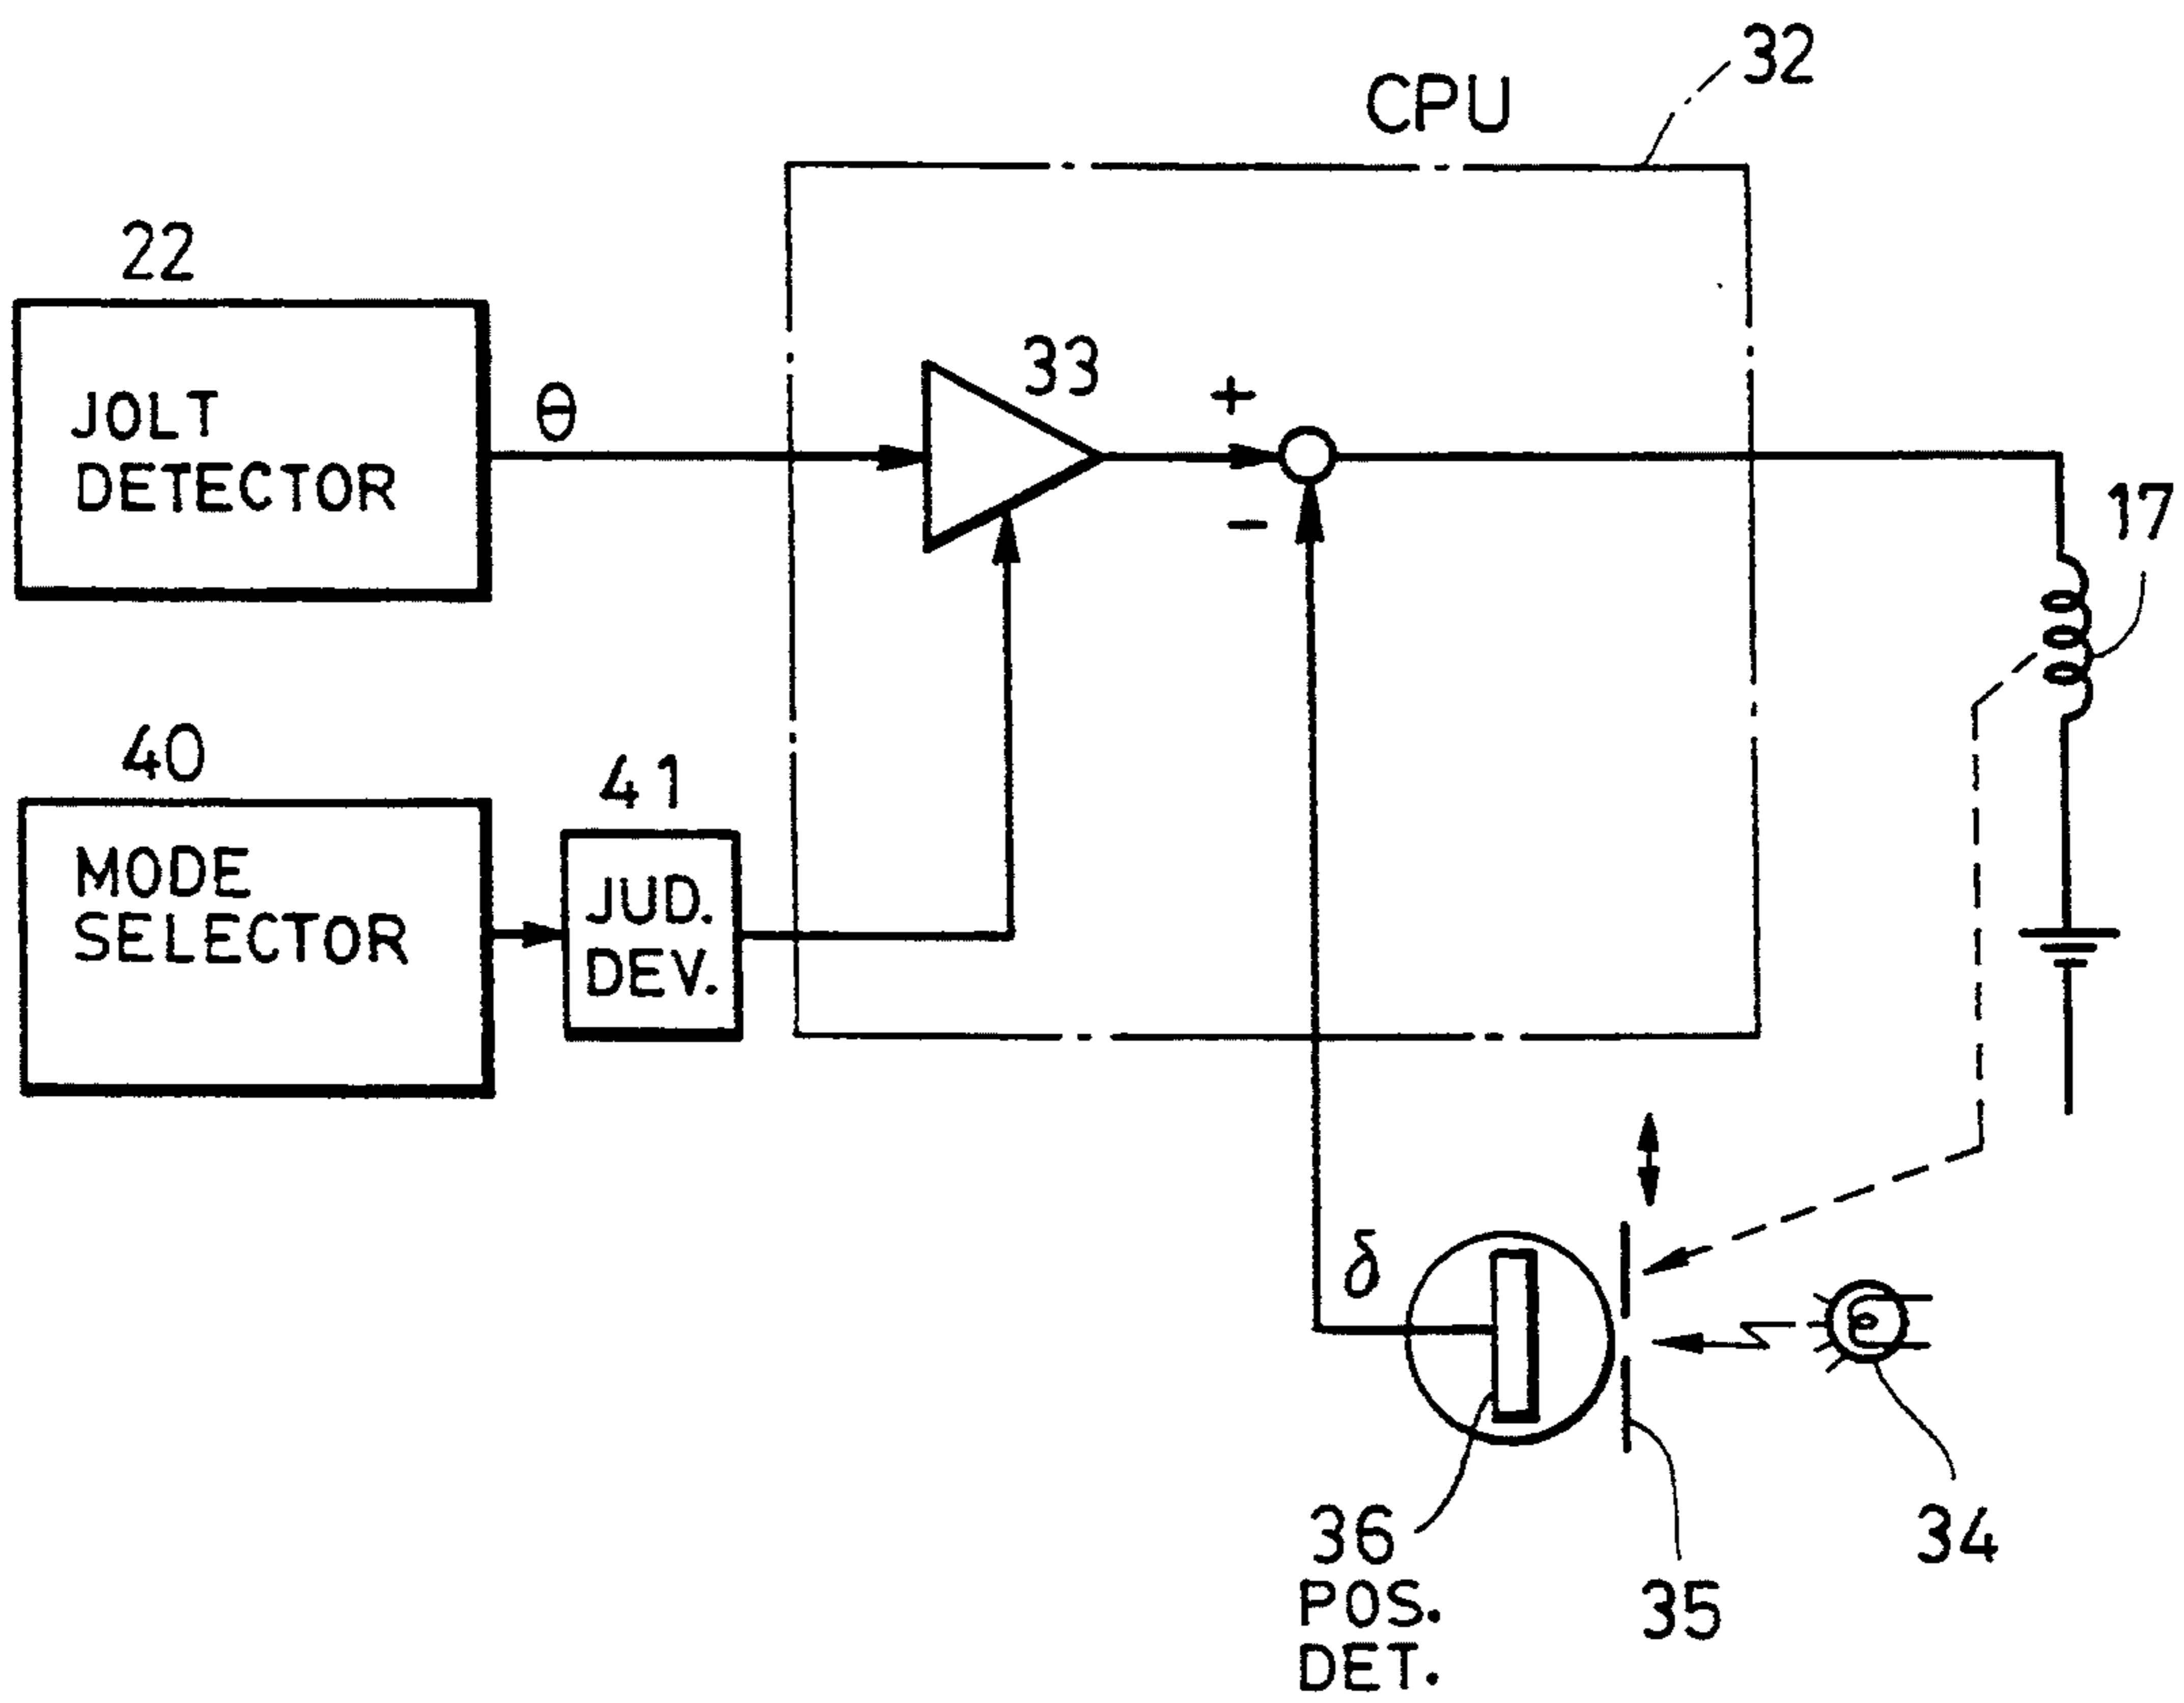 32
CPU
22
JOLT
DETECTOR
θ
33
+
-
17
40
MODE
SELECTOR
41
JUD.
DEV.
δ
36
POS.
DET.
35
34